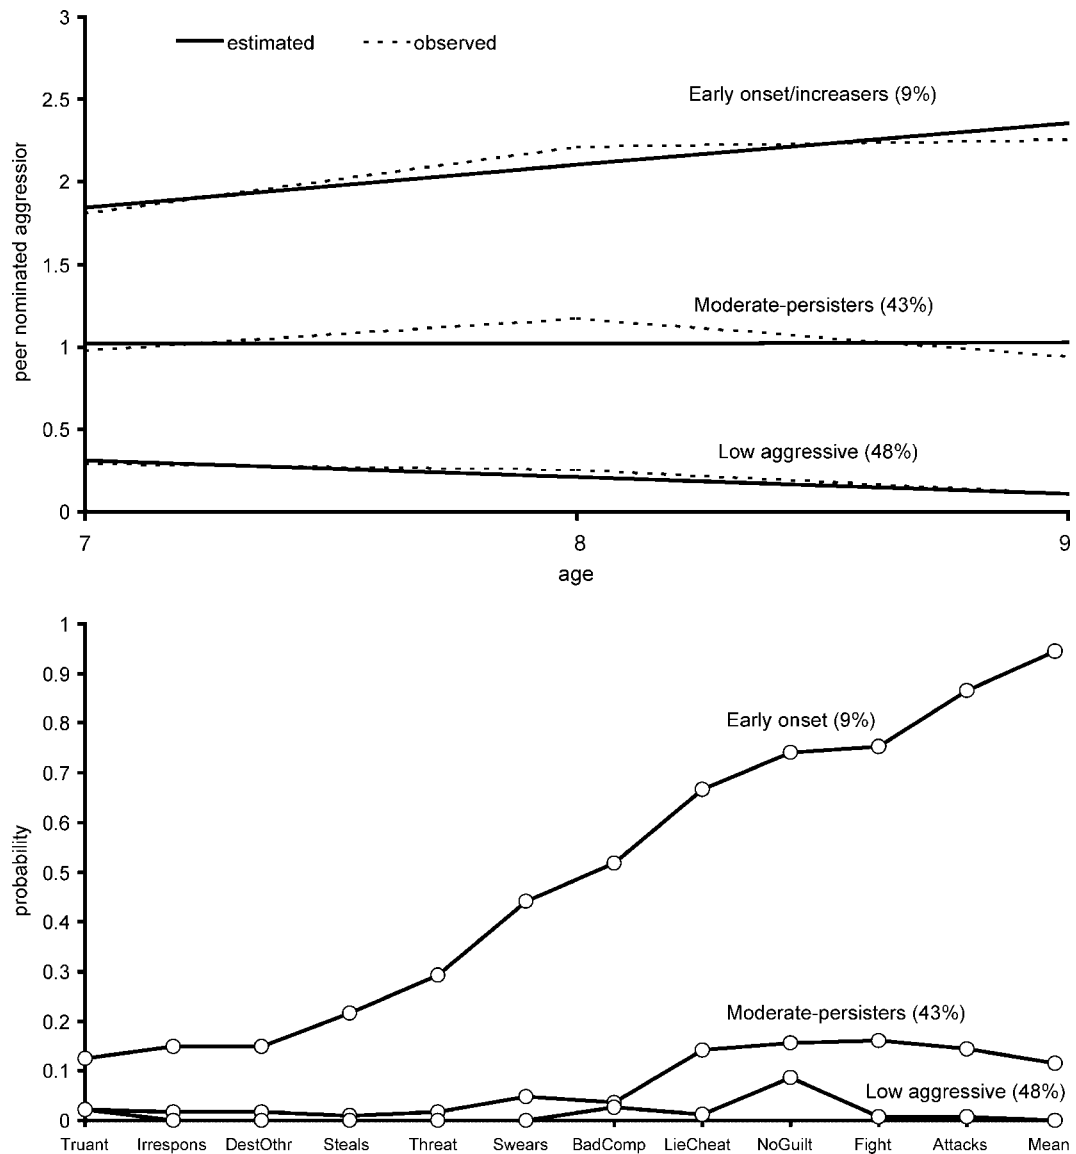 3
estimated observed
Early onset/increasers (9%)
2.5
2
peer nominated aggressior
1.5
Moderate-persisters (43%)
1
0.5
Low aggressive (48%)
0
7 8 9
age
1
0.9
Early onset (9%)
0.8
0.7
0.6
probability
0.5
0.4
0.3
0.2
Moderate-persisters (43%)
0.1
Low aggressive (48%)
0
Truant Irrespons DestOthr Steals Threat Swears BadComp LieCheat NoGuilt Fight Attacks Mean